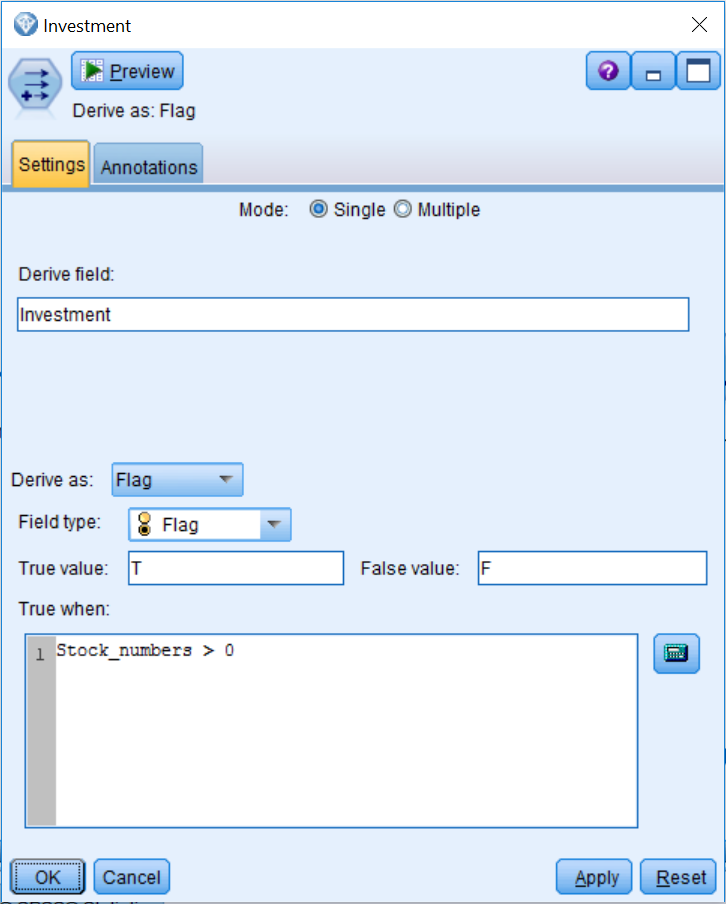 Investment
Preview
Derive as: Flag
Settings Annotations
Mode: Single Multiple
Derive field:
Investment
Derive as: Flag
Field type: Flag
True value: T False value: F
True when:
1 Stock_numbers > 0
OK Cancel Apply Reset